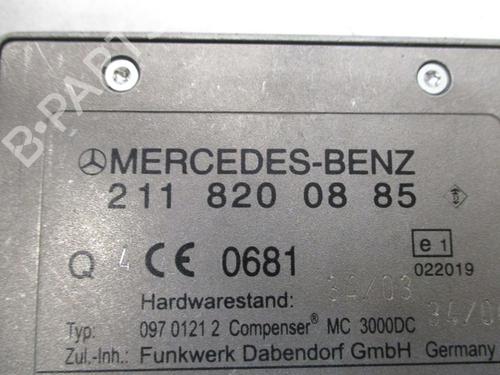 B-PARTS
MERCEDES-BENZ
211 820 08 85
Q 4 CE 0681 e1
022019
Hardwarestand: 34/03
Typ: 097 0121 2 Compenser® MC 3000DC
Zul.-Inh.: Funkwerk Dabendorf GmbH Germany